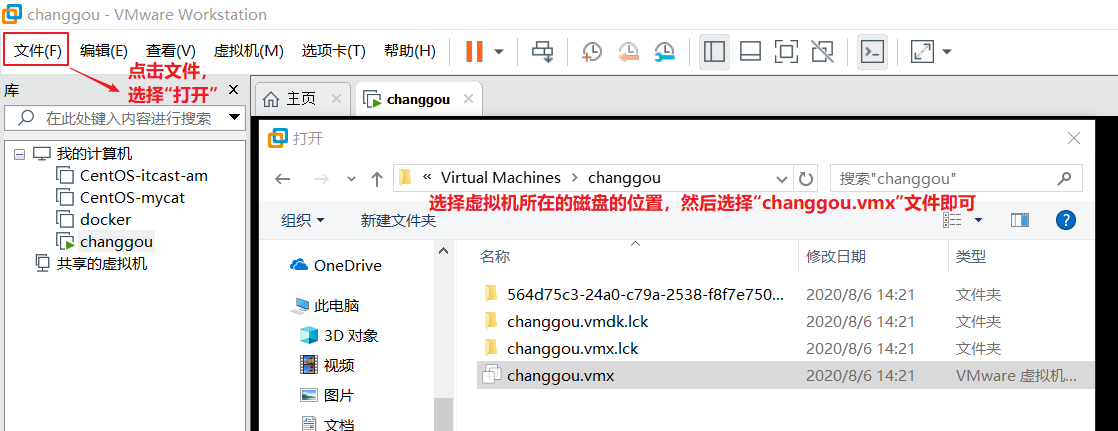 changgou - VMware Workstation
文件(F) 编辑(E) 查看(V) 虚拟机(M) 选项卡(T) 帮助(H)
点击文件，
选择“打开”
库
在此处键入内容进行搜索
我的计算机
CentOS-itcast-am
CentOS-mycat
docker
changgou
共享的虚拟机
主页
changgou
打开
« Virtual Machines changgou
搜索"changgou"
选择虚拟机所在的磁盘的位置，然后选择“changgou.vmx”文件即可
组织 新建文件夹
OneDrive
此电脑
3D 对象
视频
图片
文档
名称 修改日期 类型
564d75c3-24a0-c79a-2538-f8f7e750... 2020/8/6 14:21 文件夹
changgou.vmdk.lck 2020/8/6 14:21 文件夹
changgou.vmx.lck 2020/8/6 14:21 文件夹
changgou.vmx 2020/8/6 14:21 VMware 虚拟机...